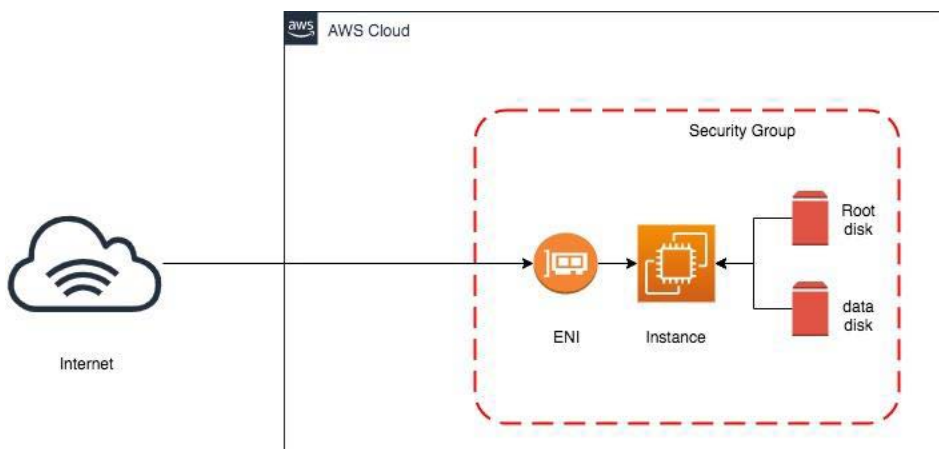 aws
AWS Cloud
Security Group
Root
disk
ENI
Instance
data
disk
Internet